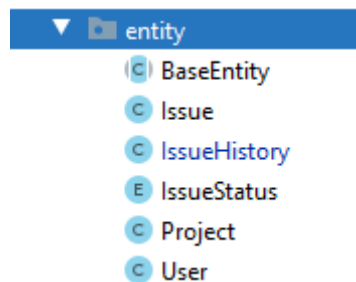 entity
C BaseEntity
C Issue
C IssueHistory
E IssueStatus
C Project
C User